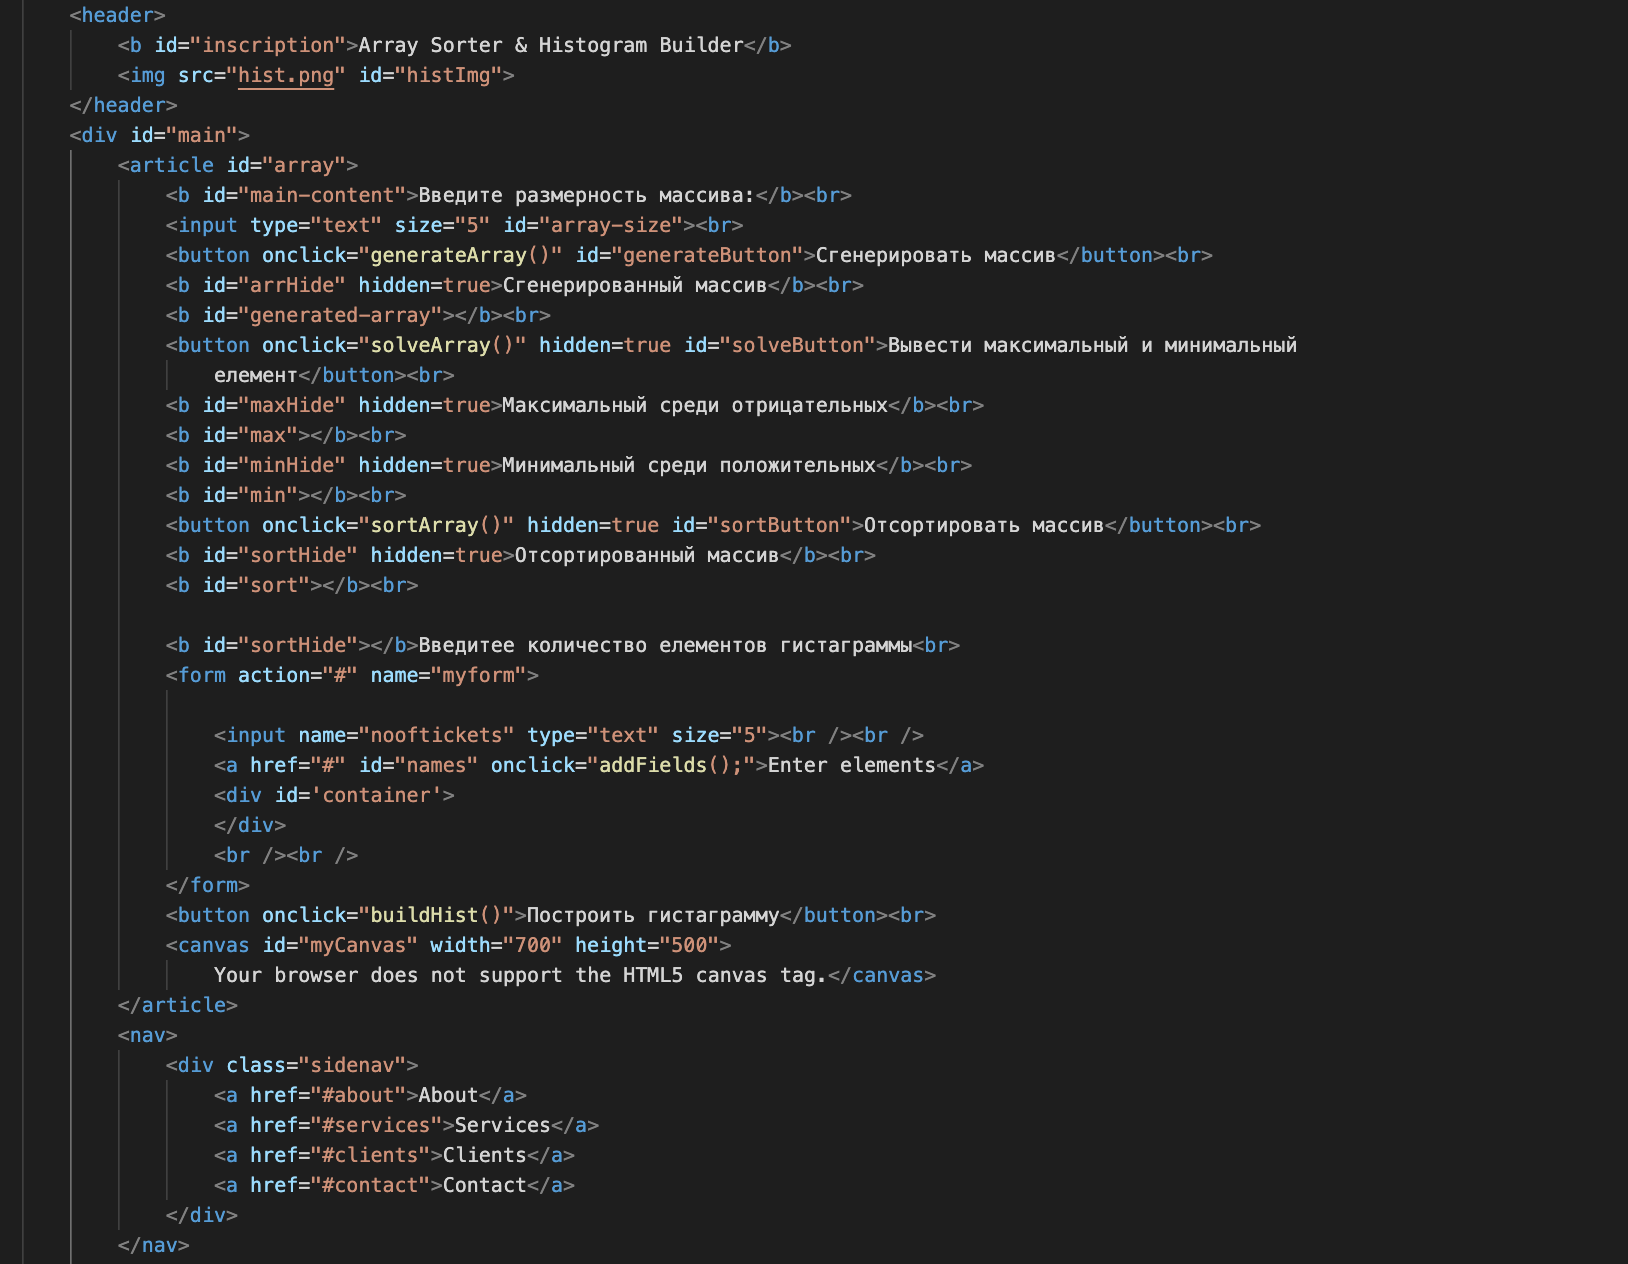 <header>
<b id="inscription">Array Sorter & Histogram Builder</b>
<img src="hist.png" id="histImg">
</header>
<div id="main">
<article id="array">
<b id="main-content">Введите размерность массива:</b><br>
<input type="text" size="5" id="array-size"><br>
<button onclick="generateArray()" id="generateButton">Сгенерировать массив</button><br>
<b id="arrHide" hidden=true>Сгенерированный массив</b><br>
<b id="generated-array"></b><br>
<button onclick="solveArray()" hidden=true id="solveButton">Вывести максимальный и минимальный
елемент</button><br>
<b id="maxHide" hidden=true>Максимальный среди отрицательных</b><br>
<b id="max"></b><br>
<b id="minHide" hidden=true>Минимальный среди положительных</b><br>
<b id="min"></b><br>
<button onclick="sortArray()" hidden=true id="sortButton">Отсортировать массив</button><br>
<b id="sortHide" hidden=true>Отсортированный массив</b><br>
<b id="sort"></b><br>
<b id="sortHide"></b>Введитее количество елементов гистаграммы<br>
<form action="#" name="myform">
<input name="nooftickets" type="text" size="5"><br /><br />
<a href="#" id="names" onclick="addFields();">Enter elements</a>
<div id='container'>
</div>
<br /><br />
</form>
<button onclick="buildHist()">Построить гистаграмму</button><br>
<canvas id="myCanvas" width="700" height="500">
Your browser does not support the HTML5 canvas tag.</canvas>
</article>
<nav>
<div class="sidenav">
<a href="#about">About</a>
<a href="#services">Services</a>
<a href="#clients">Clients</a>
<a href="#contact">Contact</a>
</div>
</nav>